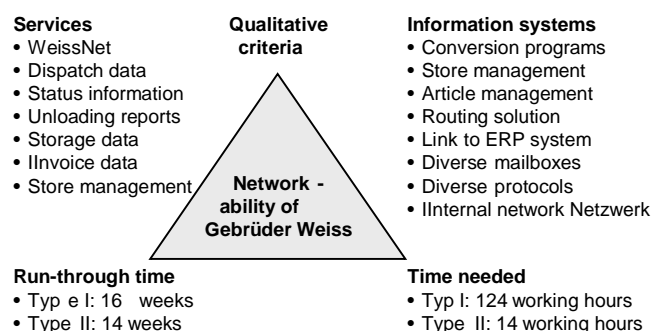 Services
• WeissNet
• Dispatch data
• Status information
• Unloading reports
• Storage data
• IInvoice data
• Store management
Qualitative
criteria
Information systems
• Conversion programs
• Store management
• Article management
• Routing solution
• Link to ERP system
• Diverse mailboxes
• Diverse protocols
• IInternal network Netzwerk
Network -
ability of
Gebrüder Weiss
Run-through time
• Typ e I: 16 weeks
• Type II: 14 weeks
Time needed
• Typ I: 124 working hours
• Type II: 14 working hours